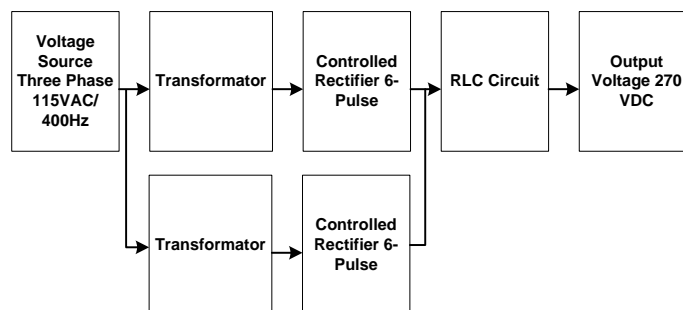 Voltage
Source
Three Phase
115VAC/
400Hz
Transformator
Controlled
Rectifier 6-
Pulse
RLC Circuit
Output
Voltage 270
VDC
Transformator
Controlled
Rectifier 6-
Pulse